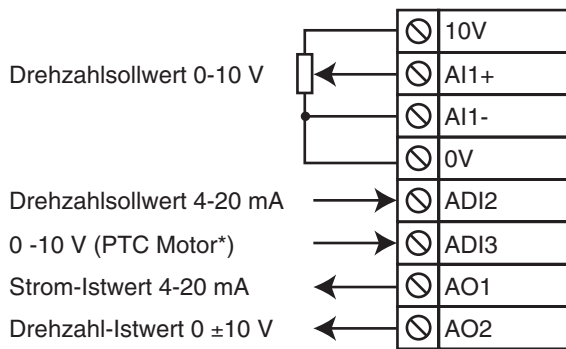 10V
Drehzahlsollwert 0-10 V AI1+
AI1-
0V
Drehzahlsollwert 4-20 mA ADI2
0 -10 V (PTC Motor*) ADI3
Strom-Istwert 4-20 mA AO1
Drehzahl-Istwert 0 ±10 V AO2